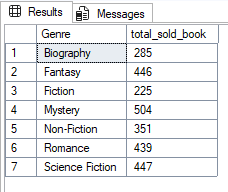 Results Messages
Genre total_sold_book
1 Biography 285
2 Fantasy 446
3 Fiction 225
4 Mystery 504
5 Non-Fiction 351
6 Romance 439
7 Science Fiction 447